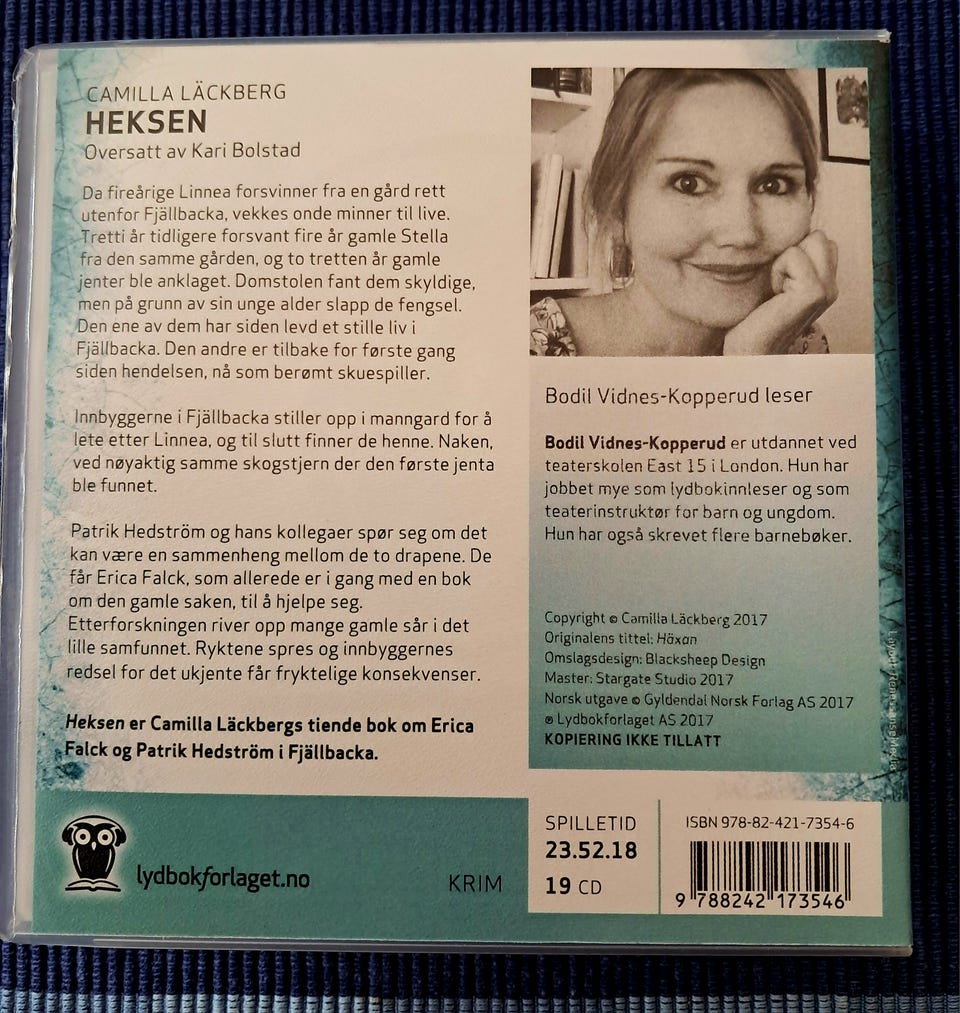 CAMILLA LÄCKBERG
HEKSEN
Oversatt av Kari Bolstad
Da fireårige Linnea forsvinner fra en gård rett
utenfor Fjällbacka, vekkes onde minner til live.
Tretti år tidligere forsvant fire år gamle Stella
fra den samme gården, og to tretten år gamle
jenter ble anklaget. Domstolen fant dem skyldige,
men på grunn av sin unge alder slapp de fengsel.
Den ene av dem har siden levd et stille liv i
Fjällbacka. Den andre er tilbake for første gang
siden hendelsen, nå som berømt skuespiller.
Innbyggerne i Fjällbacka stiller opp i manngard for å
lete etter Linnea, og til slutt finner de henne. Naken,
ved nøyaktig samme skogstjern der den første jenta
ble funnet.
Patrik Hedström og hans kollegaer spør seg om det
kan være en sammenheng mellom de to drapene. De
får Erica Falck, som allerede er i gang med en bok
om den gamle saken, til å hjelpe seg.
Etterforskningen river opp mange gamle sår i det
lille samfunnet. Ryktene spres og innbyggernes
redsel for det ukjente får fryktelige konsekvenser.
Heksen er Camilla Läckbergs tiende bok om Erica
Falck og Patrik Hedström i Fjällbacka.
lydbokforlaget.no
KRIM
Bodil Vidnes-Kopperud leser
Bodil Vidnes-Kopperud er utdannet ved
teaterskolen East 15 i London. Hun har
jobbet mye som lydbokinnleser og som
teaterinstruktør for barn og ungdom.
Hun har også skrevet flere barnebøker.
Copyright © Camilla Läckberg 2017
Originalens tittel: Häxan
Omslagsdesign: Blacksheep Design
Master: Stargate Studio 2017
Norsk utgave © Gyldendal Norsk Forlag AS 2017
℗ Lydbokforlaget AS 2017
KOPIERING IKKE TILLATT
SPILLETID
23.52.18
19 CD
ISBN 978-82-421-7354-6
9 788242 173546